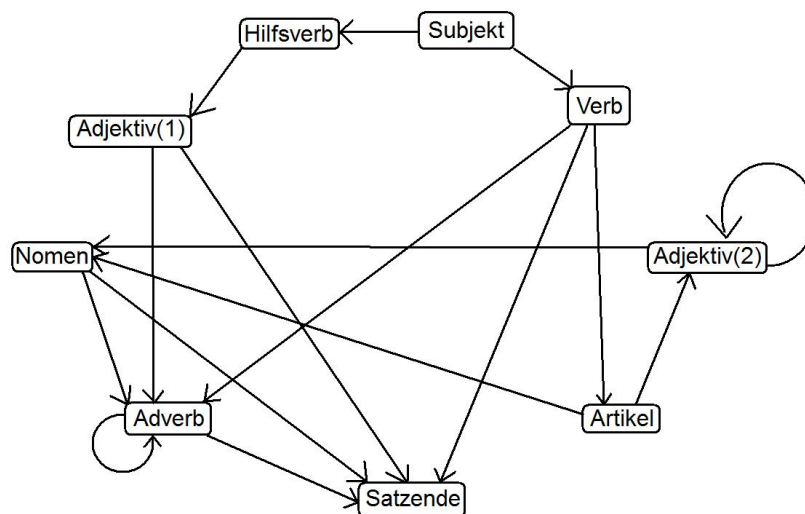 Subjekt
Hilfsverb
Verb
Adjektiv(1)
Nomen
Adjektiv(2)
Adverb
Artikel
Satzende